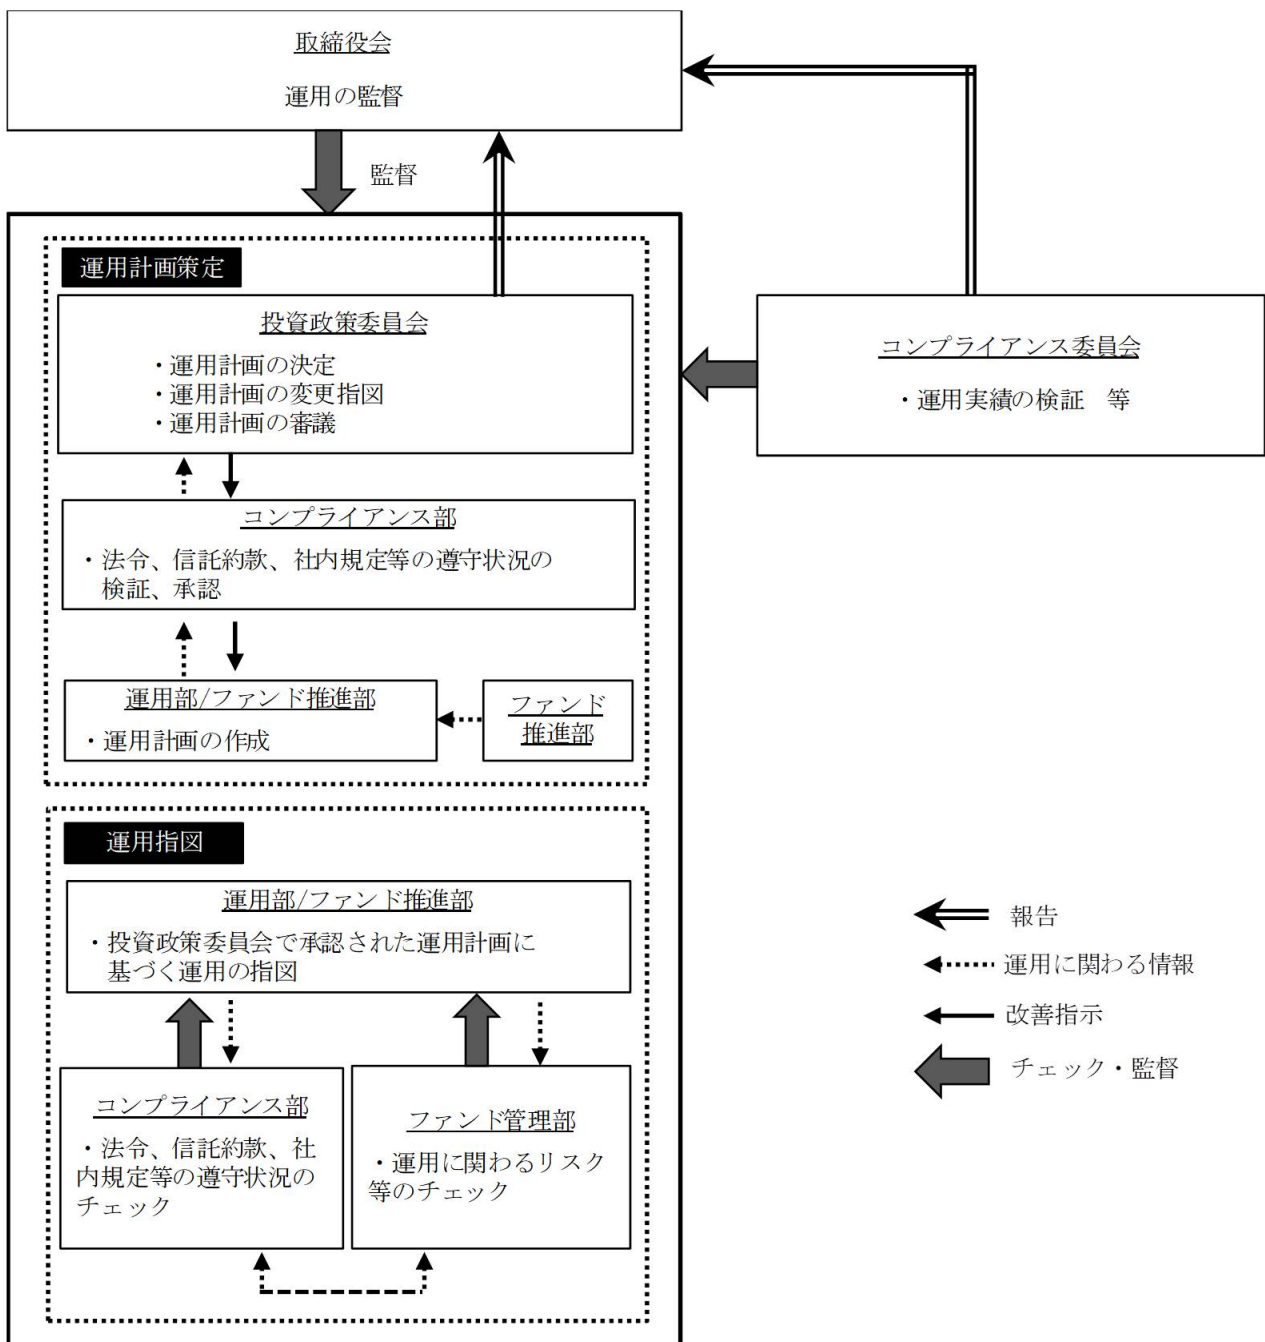 取締役会
運用の監督
監督
運用計画策定
投資政策委員会
・運用計画の決定
・運用計画の変更指図
・運用計画の審議
コンプライアンス委員会
・運用実績の検証　等
コンプライアンス部
・法令、信託約款、社内規定等の遵守状況の
検証、承認
運用部/ファンド推進部
・運用計画の作成
ファンド
推進部
運用指図
運用部/ファンド推進部
・投資政策委員会で承認された運用計画に
基づく運用の指図
コンプライアンス部
・法令、信託約款、社
内規定等の遵守状況の
チェック
ファンド管理部
・運用に関わるリスク
等のチェック
報告
運用に関わる情報
改善指示
チェック・監督